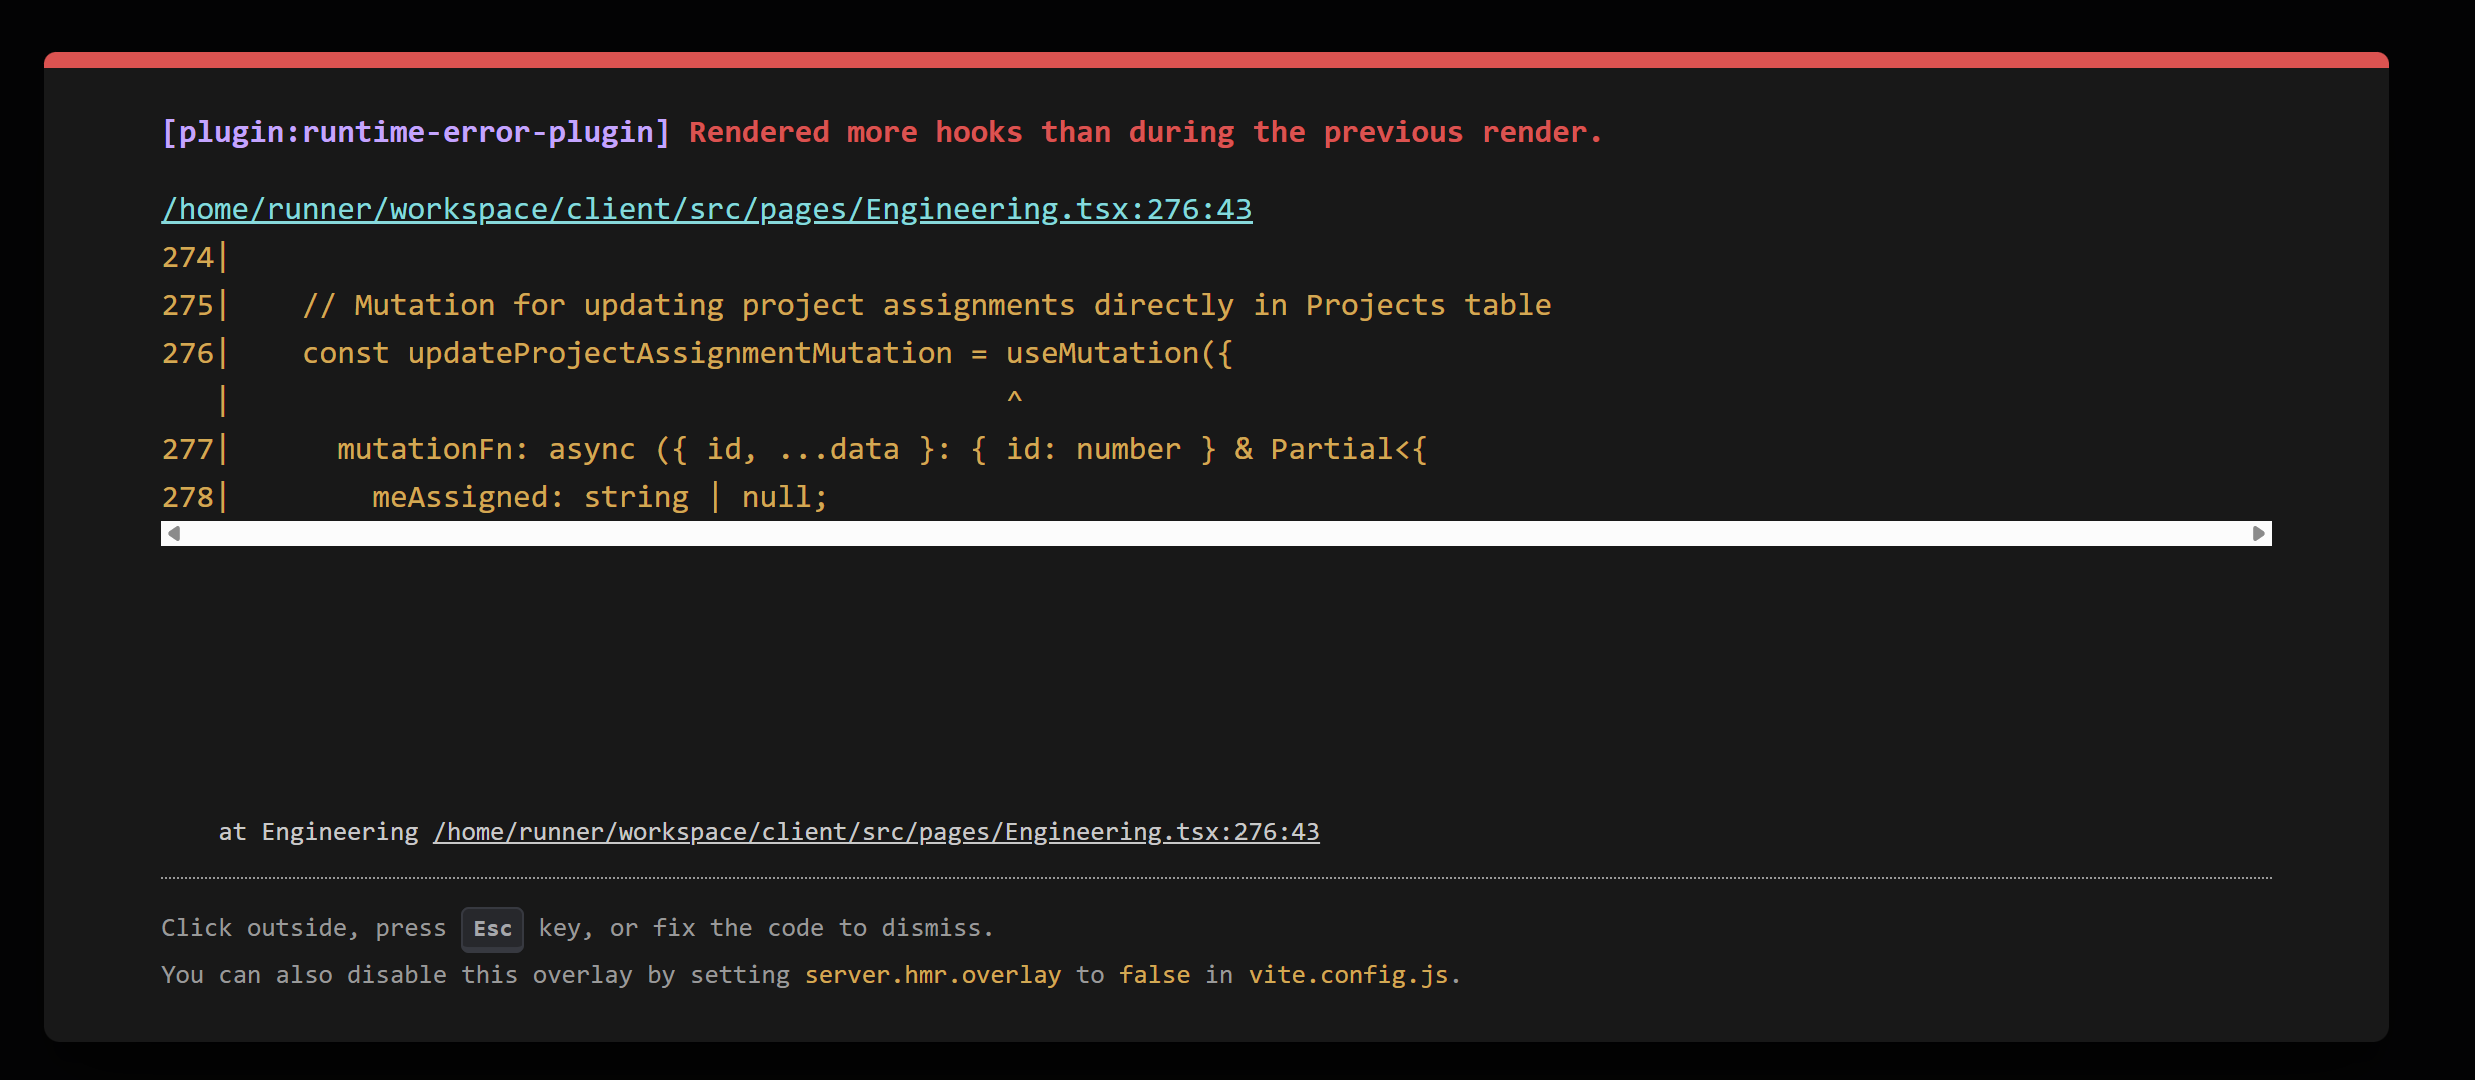 [plugin:runtime-error-plugin] Rendered more hooks than during the previous render.
/home/runner/workspace/client/src/pages/Engineering.tsx:276:43
274|
275|    // Mutation for updating project assignments directly in Projects table
276|    const updateProjectAssignmentMutation = useMutation({
   |                                            ^
277|      mutationFn: async ({ id, ...data }: { id: number } & Partial<{
278|        meAssigned: string | null;
at Engineering /home/runner/workspace/client/src/pages/Engineering.tsx:276:43
Click outside, press Esc key, or fix the code to dismiss.
You can also disable this overlay by setting server.hmr.overlay to false in vite.config.js.